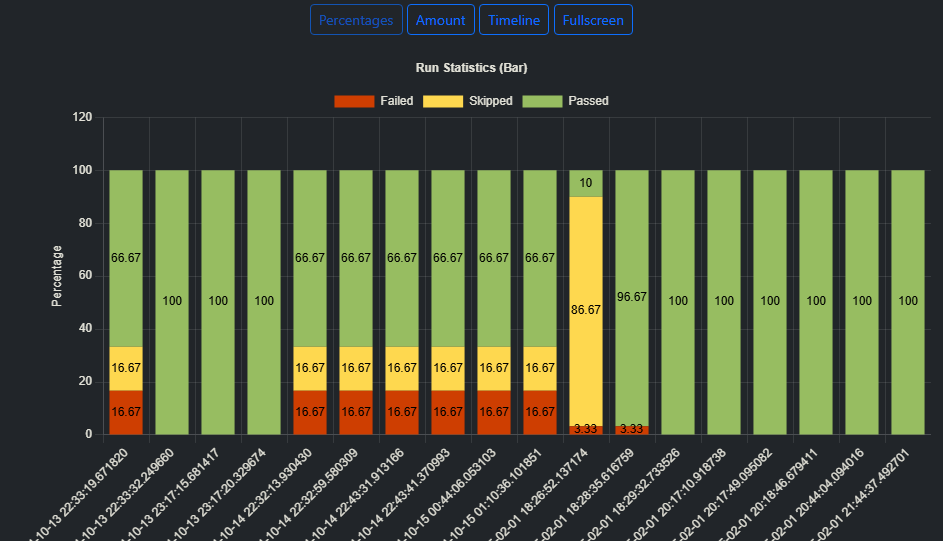 Percentages Amount Timeline Fullscreen
Run Statistics (Bar)
Failed Skipped Passed
120
100
80
60
40
20
0
Percentage
66.67 16.67 16.67
100
100
100
66.67 16.67 16.67
66.67 16.67 16.67
66.67 16.67 16.67
66.67 16.67 16.67
66.67 16.67 16.67
66.67 16.67 16.67
10 86.67 3.33
96.67 3.33
100
100
100
100
100
100
-10-13 22:33:19.671820
-10-13 22:33:32.249660
-10-13 23:17:15.681417
-10-13 23:17:20.329674
-10-14 22:32:13.930430
-10-14 22:32:59.580309
-10-14 22:43:31.913166
-10-14 22:43:41.370993
-10-15 00:44:06.053103
-10-15 01:10:36.101851
-02-01 18:26:52.137174
-02-01 18:28:35.616759
-02-01 18:29:32.733526
-02-01 20:17:10.918738
-02-01 20:17:49.095082
-02-01 20:18:46.679411
-02-01 20:44:04.094016
-02-01 21:44:37.492701